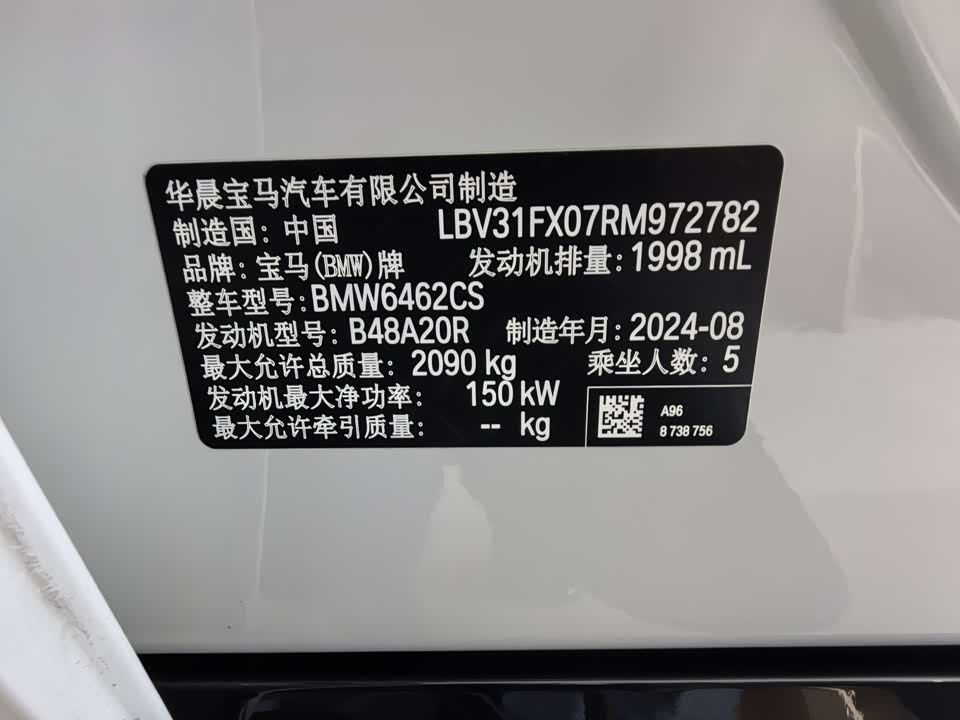 华晨宝马汽车有限公司制造
制造国: 中国 LBV31FX07RM972782
品牌: 宝马(BMW)牌 发动机排量: 1998 mL
整车型号: BMW6462CS
发动机型号: B48A20R 制造年月: 2024-08
最大允许总质量: 2090 kg 乘坐人数: 5
发动机最大净功率: 150 kW
最大允许牵引质量: -- kg
A96
8 738 756